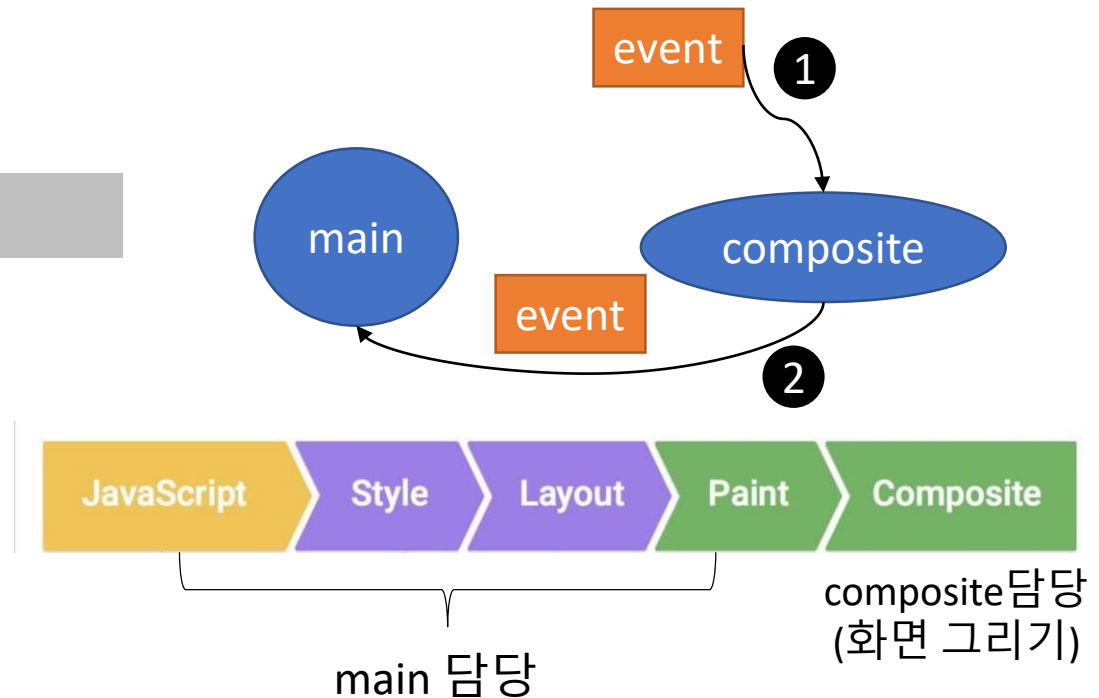 event
1
main
composite
event
2
JavaScript
Style
Layout
Paint
Composite
composite담당
(화면 그리기)
main 담당